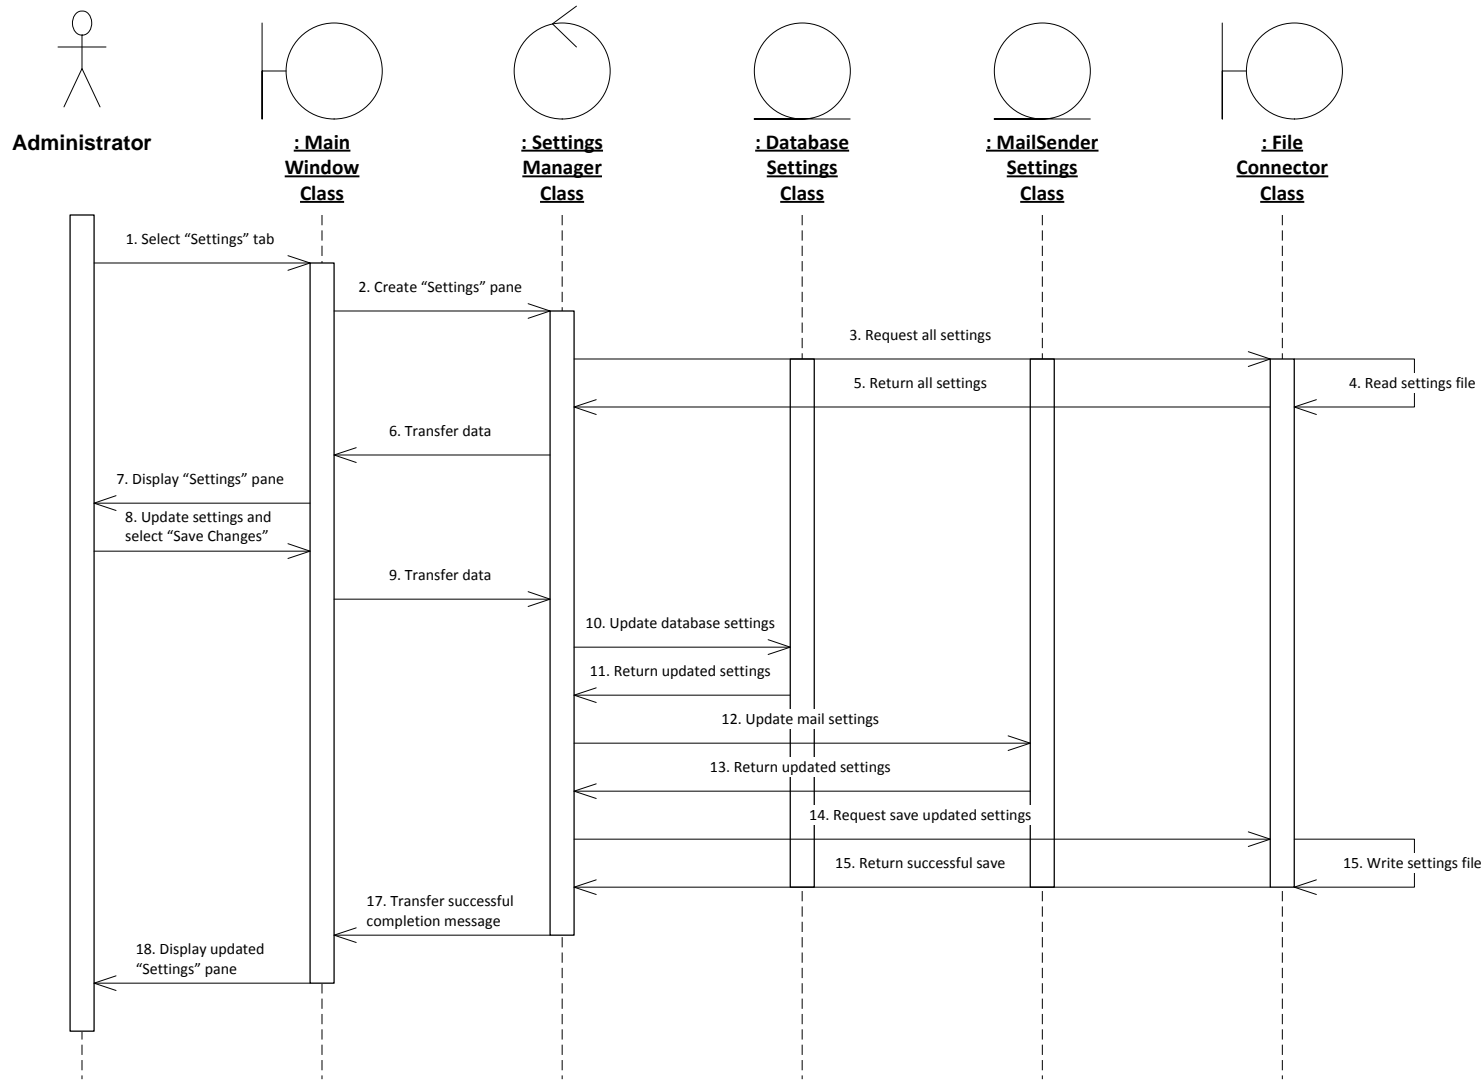 Administrator
: Main
Window
Class
: Settings
Manager
Class
: Database
Settings
Class
: MailSender
Settings
Class
: File
Connector
Class
1. Select “Settings” tab
2. Create “Settings” pane
3. Request all settings
4. Read settings file
5. Return all settings
6. Transfer data
7. Display “Settings” pane
8. Update settings and
select “Save Changes”
9. Transfer data
10. Update database settings
11. Return updated settings
12. Update mail settings
13. Return updated settings
14. Request save updated settings
15. Return successful save
15. Write settings file
17. Transfer successful
completion message
18. Display updated
“Settings” pane